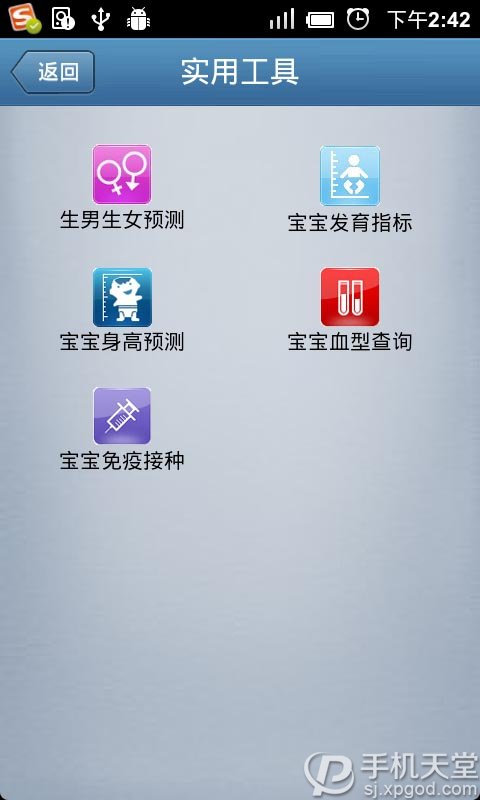 下午2:42
返回
实用工具
生男生女预测
宝宝发育指标
宝宝身高预测
宝宝血型查询
宝宝免疫接种
手机天堂
sj.xpgod.com